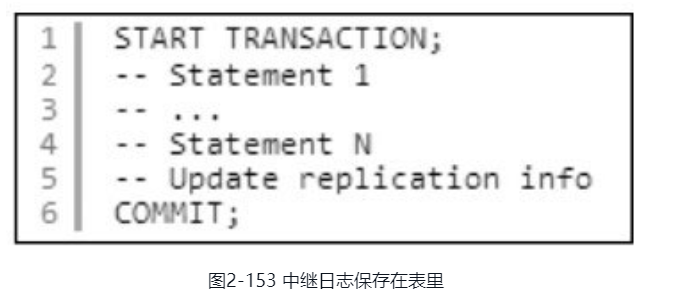 1 START TRANSACTION;
2 -- Statement 1
3 -- ...
4 -- Statement N
5 -- Update replication info
6 COMMIT;
图2-153 中继日志保存在表里